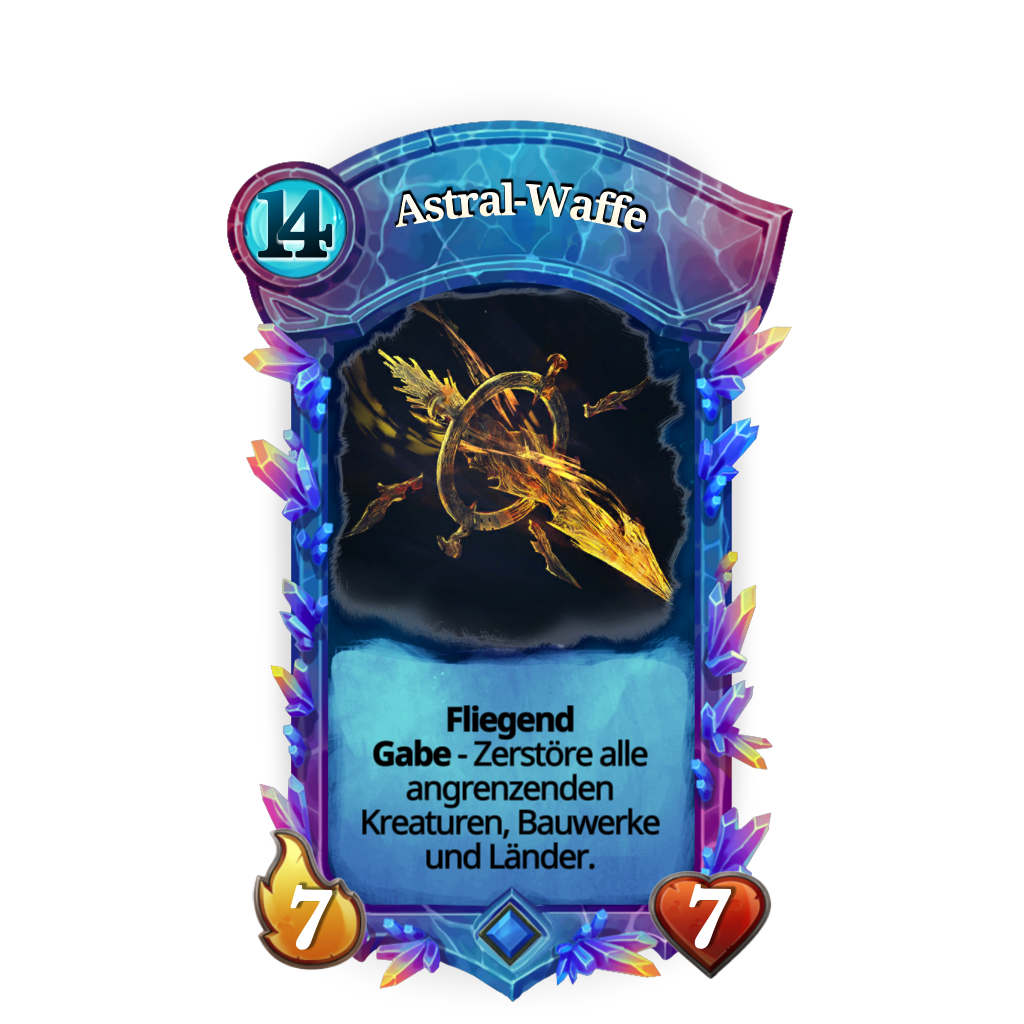 14
Astral-Waffe
Fliegend
Gabe - Zerstöre alle
angrenzenden
Kreaturen, Bauwerke
und Länder.
7
7